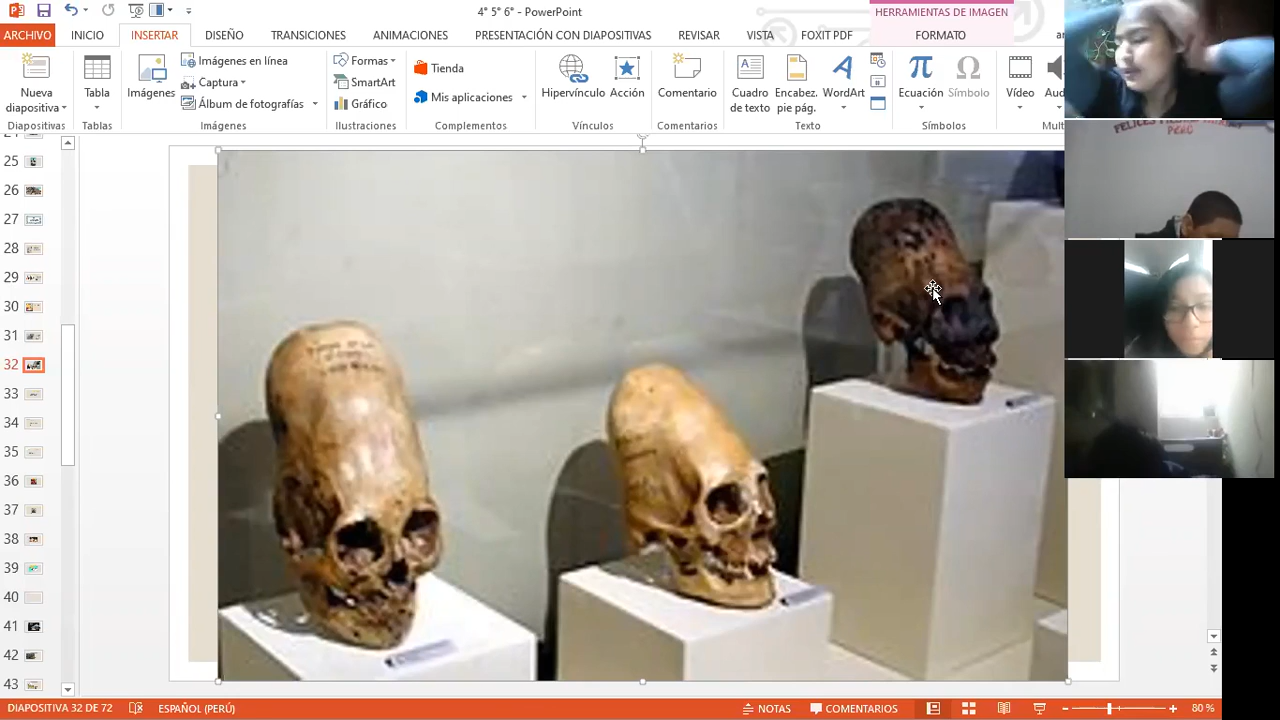 4° 5° 6° - PowerPoint
HERRAMIENTAS DE IMAGEN
ARCHIVO INICIO INSERTAR DISEÑO TRANSICIONES ANIMACIONES PRESENTACIÓN CON DIAPOSITIVAS REVISAR VISTA FOXIT PDF FORMATO
Nueva diapositiva
Tabla
Imágenes
Imágenes en línea
Captura
Álbum de fotografías
Formas
SmartArt
Gráfico
Tienda
Mis aplicaciones
Hipervínculo
Acción
Comentario
Cuadro de texto
Encabez. pie pág.
WordArt
Ecuación
Símbolo
Vídeo
Diapositivas Tablas Imágenes Ilustraciones Complementos Vínculos Comentarios Texto Símbolos
25
26
27
28
29
30
31
32
33
34
35
36
37
38
39
40
41
42
43
PERÚ
DIAPOSITIVA 32 DE 72 ESPAÑOL (PERÚ) NOTAS COMENTARIOS 80 %